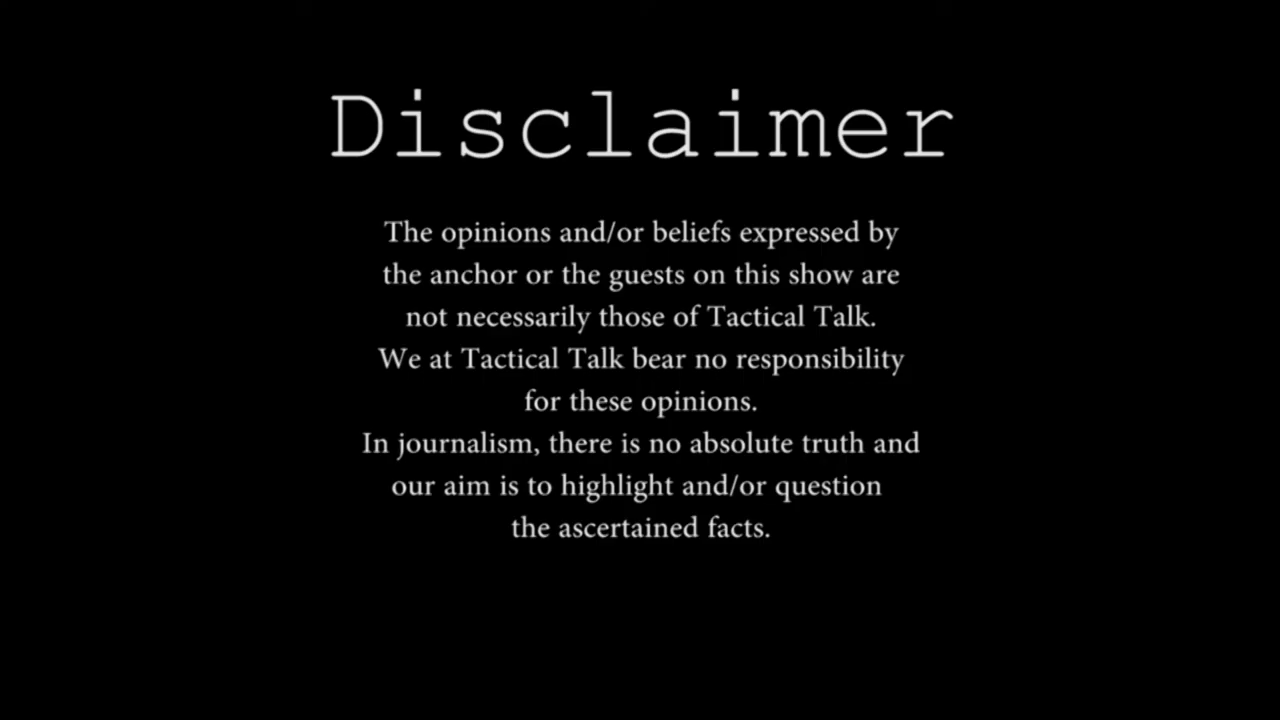 Disclaimer
The opinions and/or beliefs expressed by
the anchor or the guests on this show are
not necessarily those of Tactical Talk.
We at Tactical Talk bear no responsibility
for these opinions.
In journalism, there is no absolute truth and
our aim is to highlight and/or question
the ascertained facts.